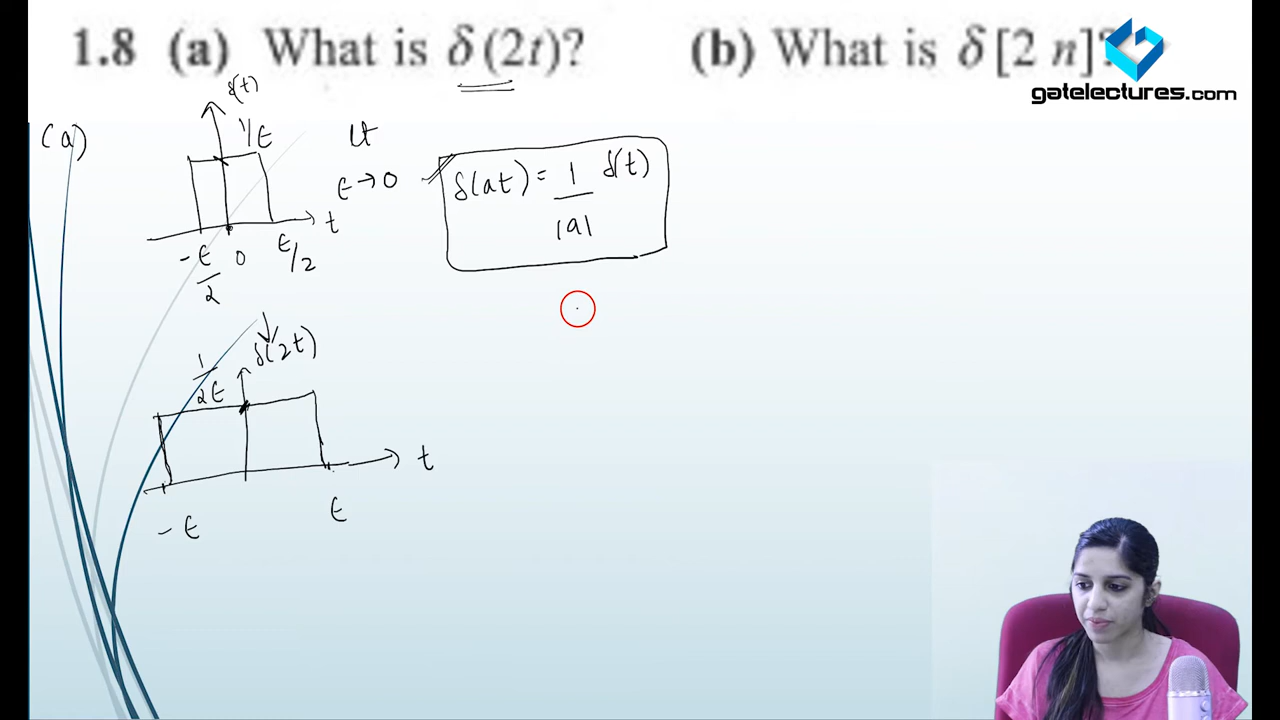 1.8 (a) What is δ(2t)? (b) What is δ[2 n]?
gatelectures.com
(a)
δ(t)
1/ε
Lt
ε→0
t
-ε/2 0 ε/2
δ(at) = 1/|a| δ(t)
δ(2t)
1/2ε
t
-ε ε